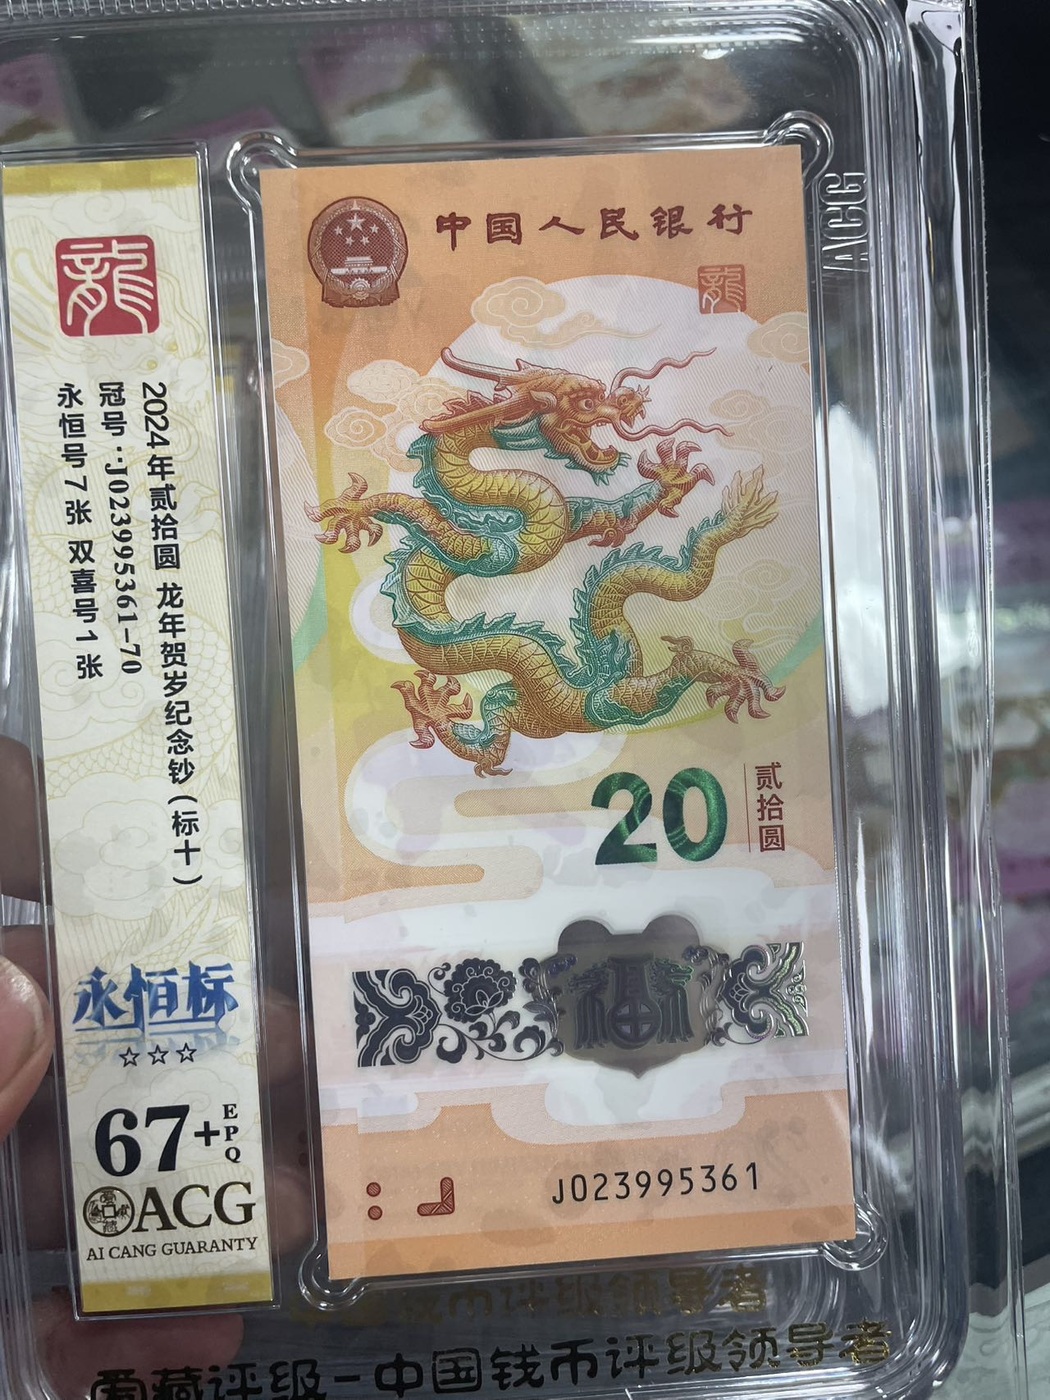 龍
2024年贰拾圆 龙年贺岁纪念钞(标十)
冠号:J023995361-70
永恒号7张 双喜号1张
永恒标
☆☆☆
67+
EPQ
ACG
AI CANG GUARANTY
中国人民银行
龍
20
贰拾圆
福
J023995361
ACG
爱藏评级-中国钱币评级领导者